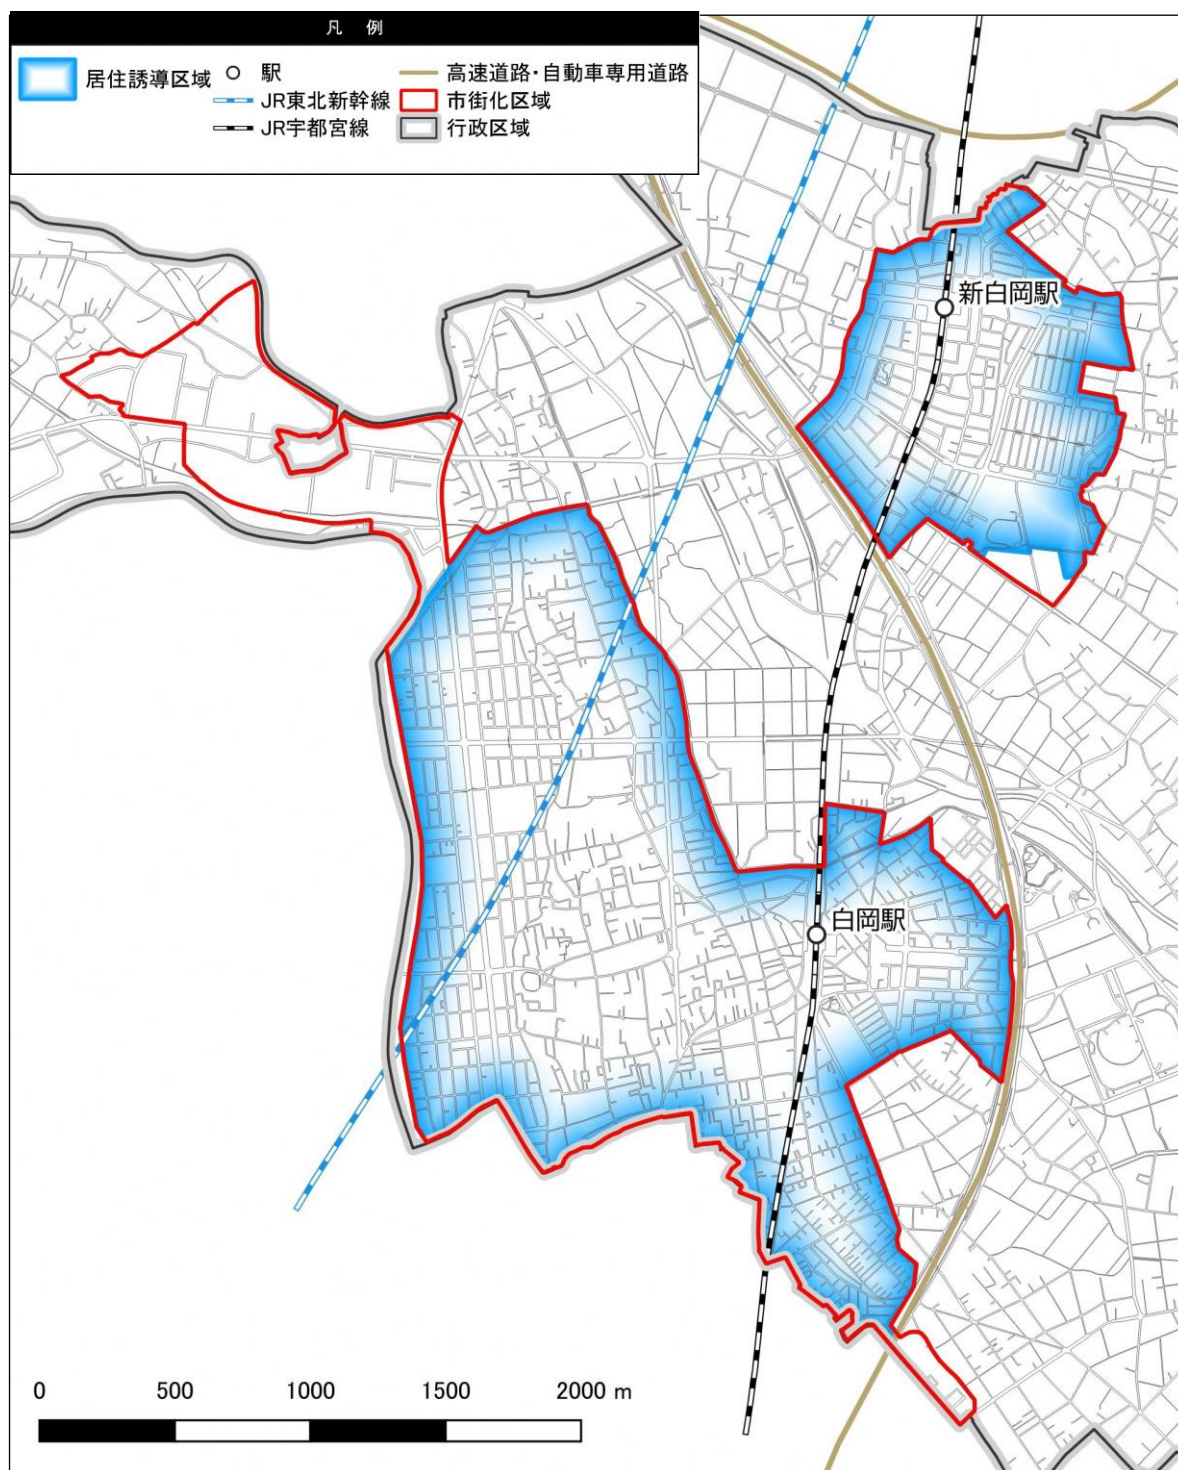 凡 例
居住誘導区域
駅
高速道路・自動車専用道路
JR東北新幹線
市街化区域
JR宇都宮線
行政区域
新白岡駅
白岡駅
0 500 1000 1500 2000 m